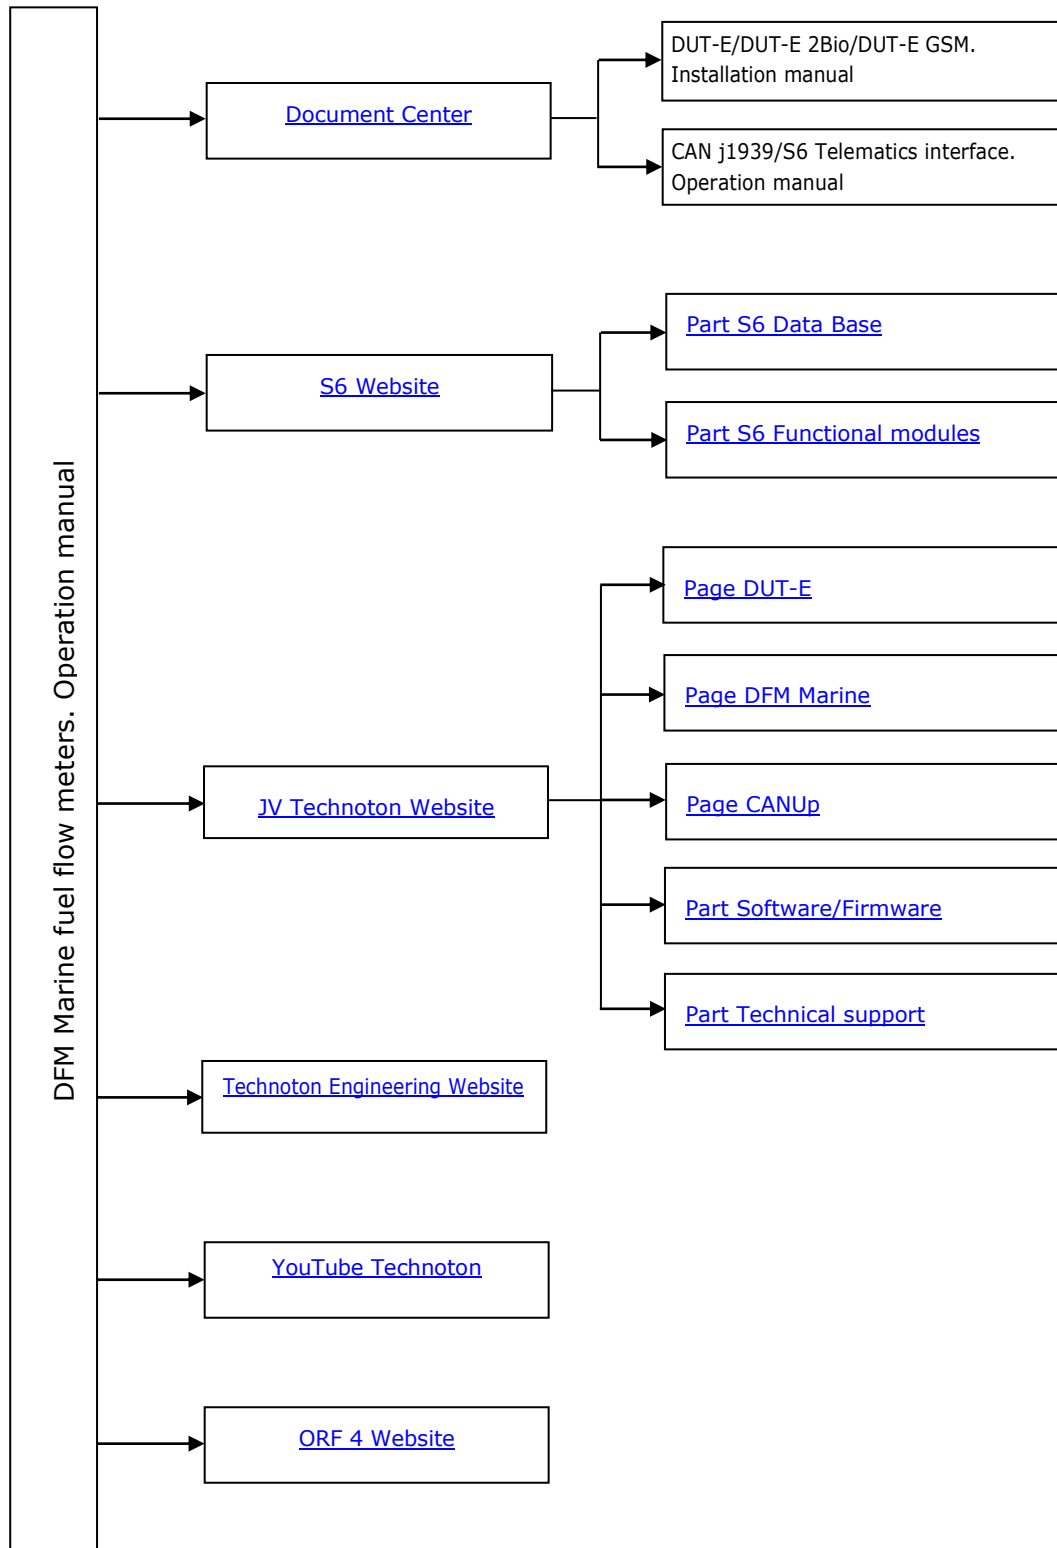 DFM Marine fuel flow meters. Operation manual
Document Center
DUT-E/DUT-E 2Bio/DUT-E GSM.
Installation manual
CAN j1939/S6 Telematics interface.
Operation manual
S6 Website
Part S6 Data Base
Part S6 Functional modules
JV Technoton Website
Page DUT-E
Page DFM Marine
Page CANUp
Part Software/Firmware
Part Technical support
Technoton Engineering Website
YouTube Technoton
ORF 4 Website